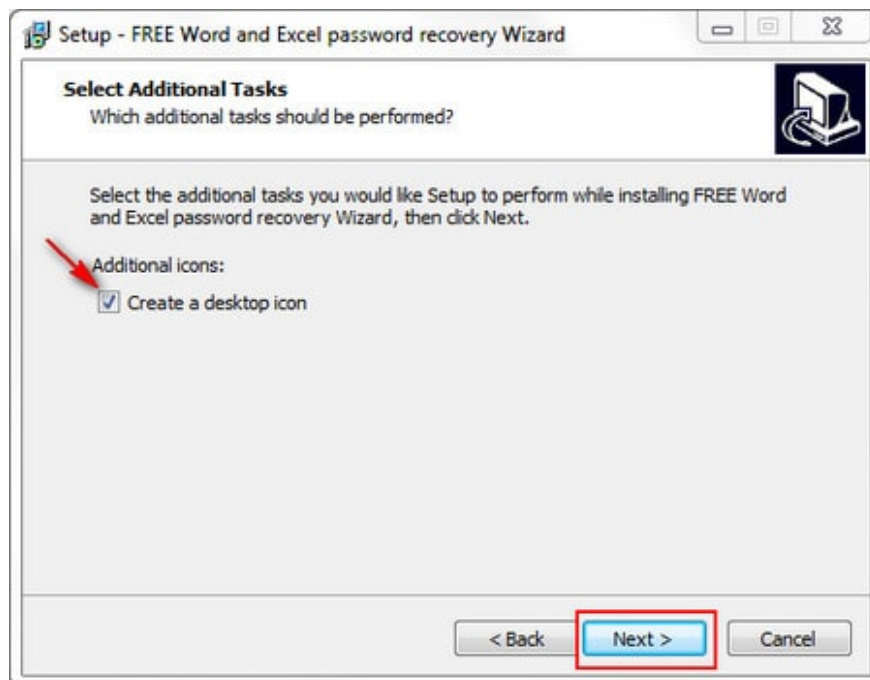 Setup - FREE Word and Excel password recovery Wizard
Select Additional Tasks
Which additional tasks should be performed?
Select the additional tasks you would like Setup to perform while installing FREE Word
and Excel password recovery Wizard, then click Next.
Additional icons:
Create a desktop icon
< Back Next > Cancel